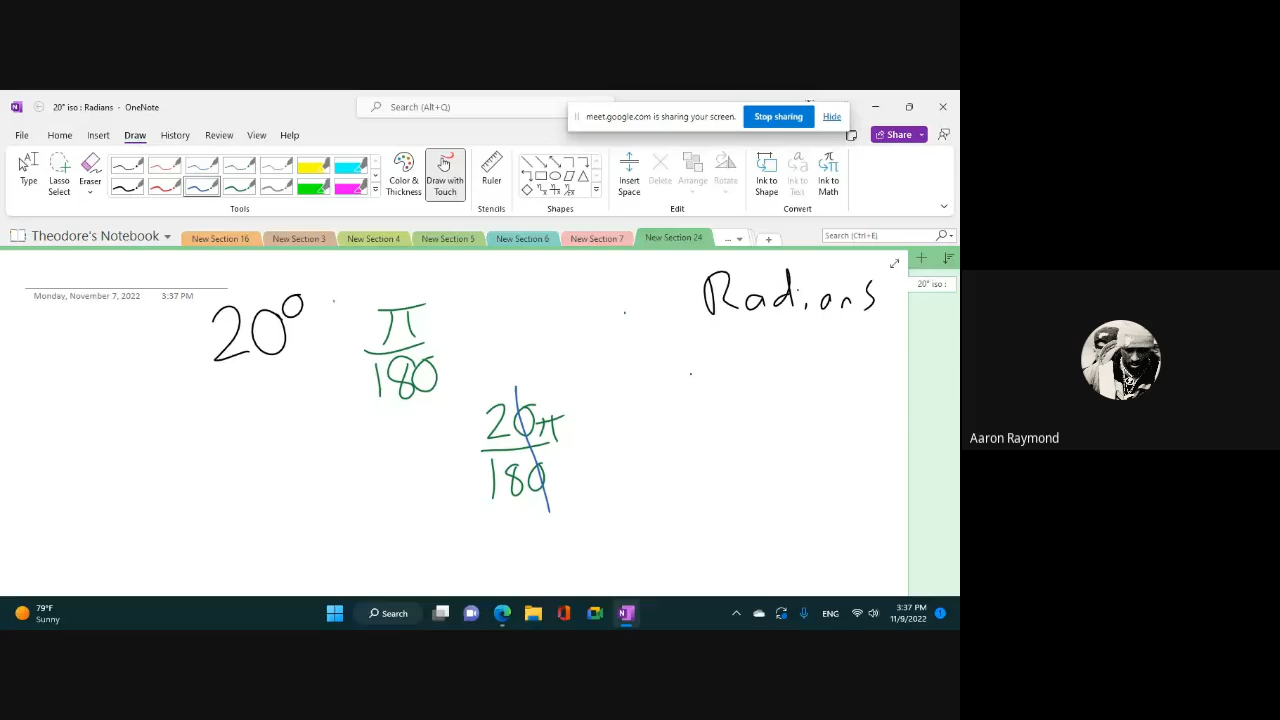 20° iso : Radians - OneNote
Search (Alt+Q)
meet.google.com is sharing your screen.
Stop sharing
Hide
File Home Insert Draw History Review View Help
Share
Type
Lasso Select
Eraser
Color & Thickness
Draw with Touch
Ruler
Insert Space
Delete
Arrange
Rotate
Ink to Shape
Ink to Text
Ink to Math
Tools
Stencils
Shapes
Edit
Convert
Theodore's Notebook
New Section 16
New Section 3
New Section 4
New Section 5
New Section 6
New Section 7
New Section 24
...
Search (Ctrl+E)
20° iso :
Monday, November 7, 2022 3:37 PM
20°
π
180
Radians
20π
180
Aaron Raymond
79°F
Sunny
Search
ENG
3:37 PM
11/9/2022
1